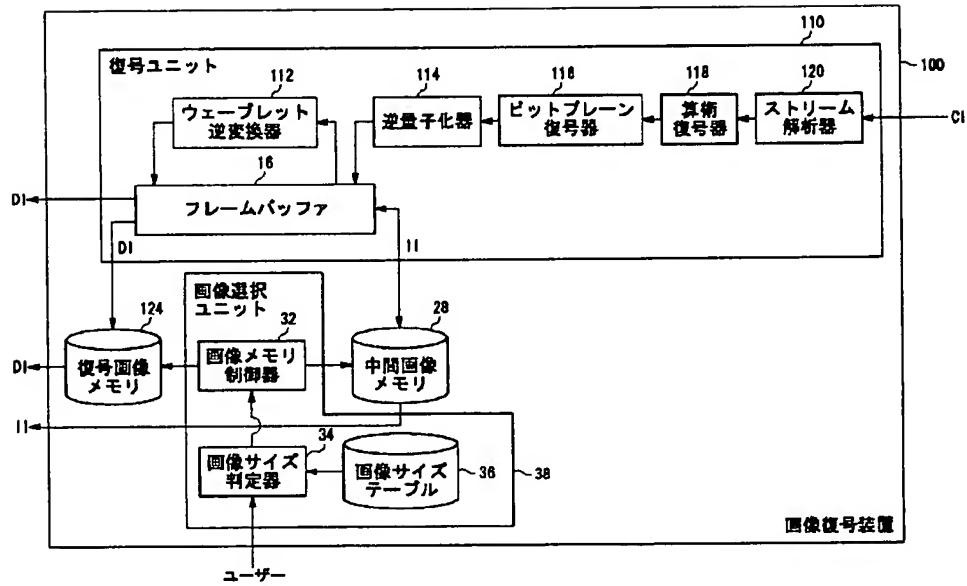 110
100
復号ユニット
112
114
116
118
120
ウェーブレット
逆変換器
逆量子化器
ビットプレーン
復号器
算術
復号器
ストリーム
解析器
CI
16
DI
フレームバッファ
DI
II
画像選択
ユニット
124
32
28
DI
復号画像
メモリ
画像メモリ
制御器
中間画像
メモリ
II
34
画像サイズ
判定器
画像サイズ
テーブル
36
38
画像復号装置
ユーザー